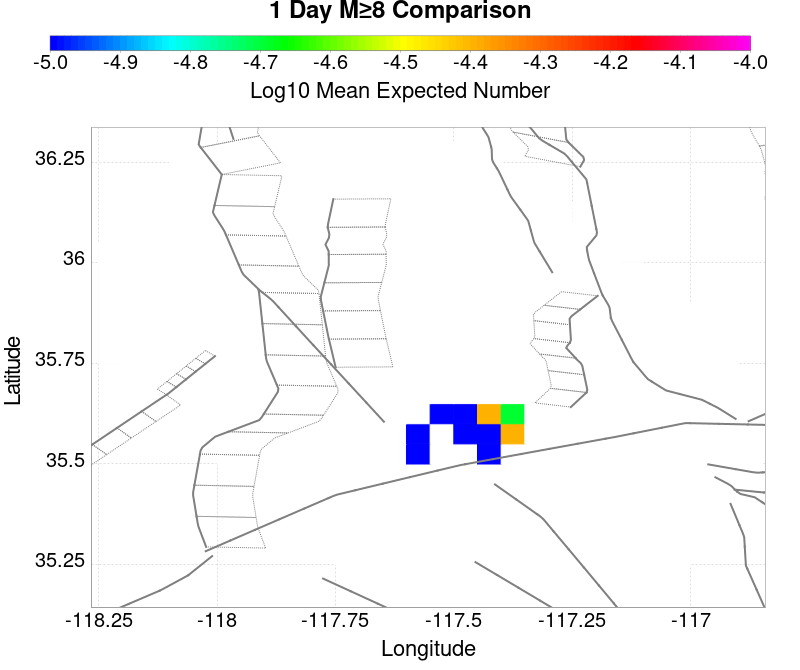 1 Day M≥8 Comparison
-5.0 -4.9 -4.8 -4.7 -4.6 -4.5 -4.4 -4.3 -4.2 -4.1 -4.0
Log10 Mean Expected Number
36.25
36
35.75
35.5
35.25
Latitude
-118.25 -118 -117.75 -117.5 -117.25 -117
Longitude